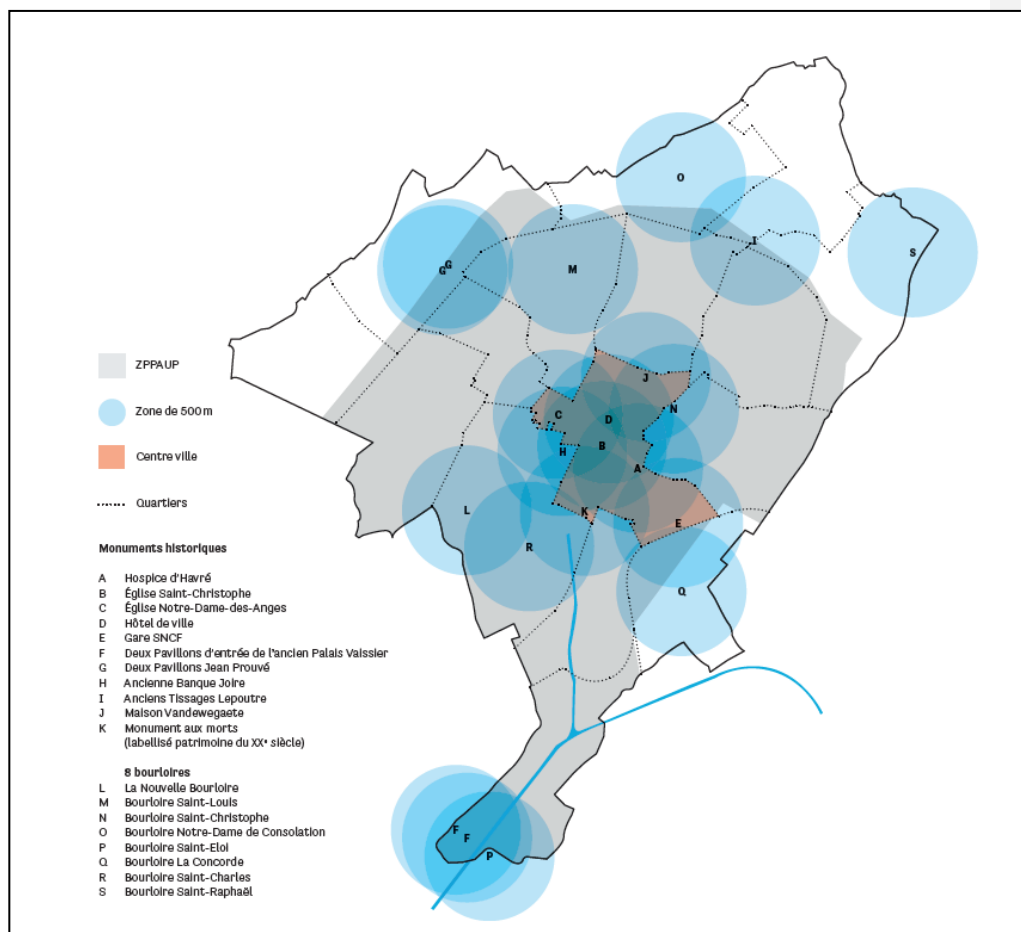 O
I
S
G
G
M
J
C
N
D
H
B
A
L
K
E
R
Q
F
F
P
ZPPAUP
Zone de 500 m
Centre ville
Quartiers
Monuments historiques
A Hospice d'Havré
B Église Saint-Christophe
C Église Notre-Dame-des-Anges
D Hôtel de ville
E Gare SNCF
F Deux Pavillons d'entrée de l'ancien Palais Vaissier
G Deux Pavillons Jean Prouvé
H Ancienne Banque Joire
I Anciens Tissages Lepoutre
J Maison Vandewegaete
K Monument aux morts
(labellisé patrimoine du XXe siècle)
8 bourloires
L La Nouvelle Bourloire
M Bourloire Saint-Louis
N Bourloire Saint-Christophe
O Bourloire Notre-Dame de Consolation
P Bourloire Saint-Eloi
Q Bourloire La Concorde
R Bourloire Saint-Charles
S Bourloire Saint-Raphaël